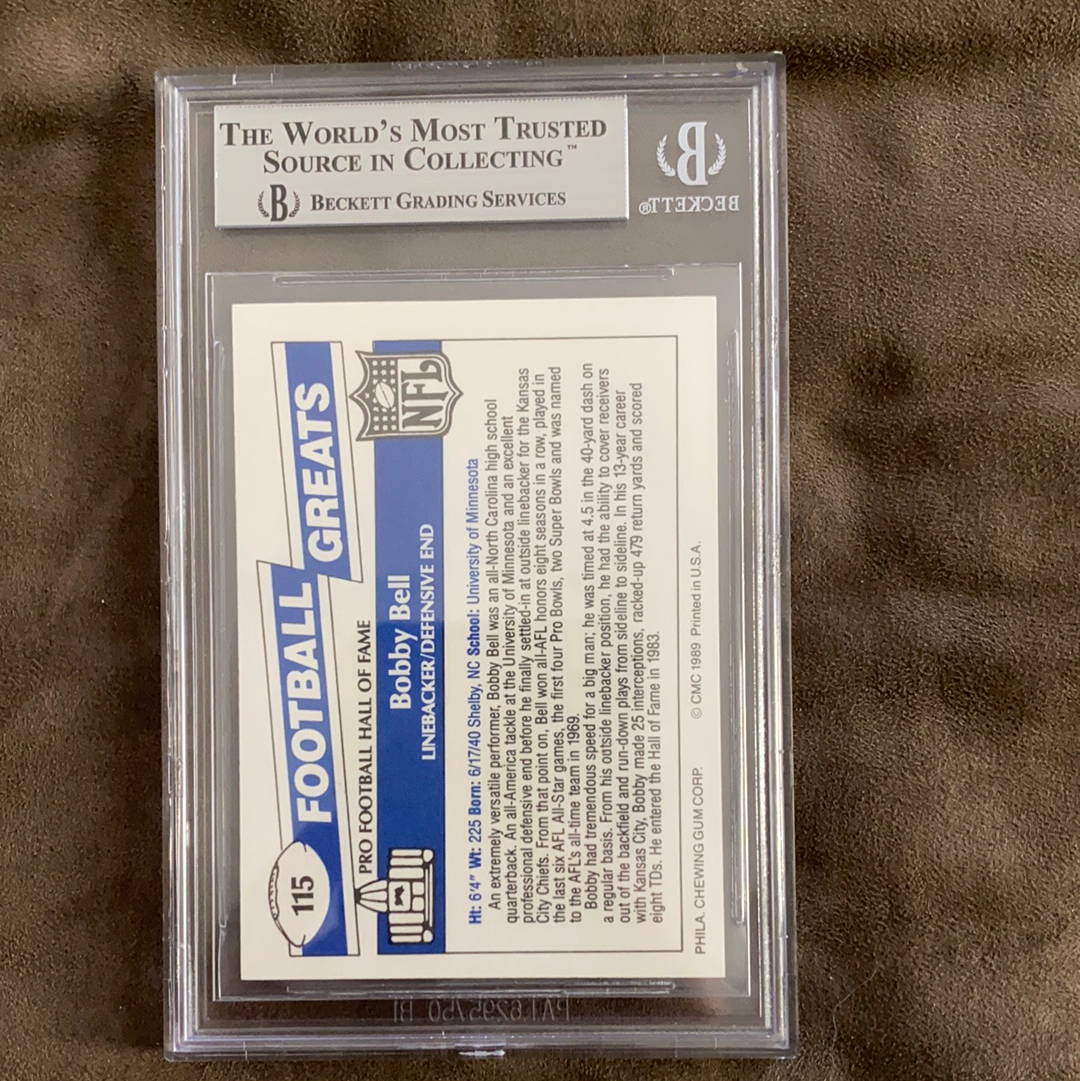 THE WORLD'S MOST TRUSTED
SOURCE IN COLLECTING™
B BECKETT GRADING SERVICES
B
BECKETT®
115
FOOTBALL
GREATS
PRO FOOTBALL HALL OF FAME
NFL
Bobby Bell
LINEBACKER/DEFENSIVE END
Ht: 6'4" Wt: 225 Born: 6/17/40 Shelby, NC School: University of Minnesota
An extremely versatile performer, Bobby Bell was an all-North Carolina high school
quarterback. An all-America tackle at the University of Minnesota and an excellent
professional defensive end before he finally settled-in at outside linebacker for the Kansas
City Chiefs. From that point on, Bell won all-AFL honors eight seasons in a row, played in
the last six AFL All-Star games, the first four Pro Bowls, two Super Bowls and was named
to the AFL's all-time team in 1969.
Bobby had tremendous speed for a big man; he was timed at 4.5 in the 40-yard dash on
a regular basis. From his outside linebacker position, he had the ability to cover receivers
out of the backfield and run-down plays from sideline to sideline. In his 13-year career
with Kansas City, Bobby made 25 interceptions, racked-up 479 return yards and scored
eight TDs. He entered the Hall of Fame in 1983.
PHILA. CHEWING GUM CORP. © CMC 1989 Printed in U.S.A.